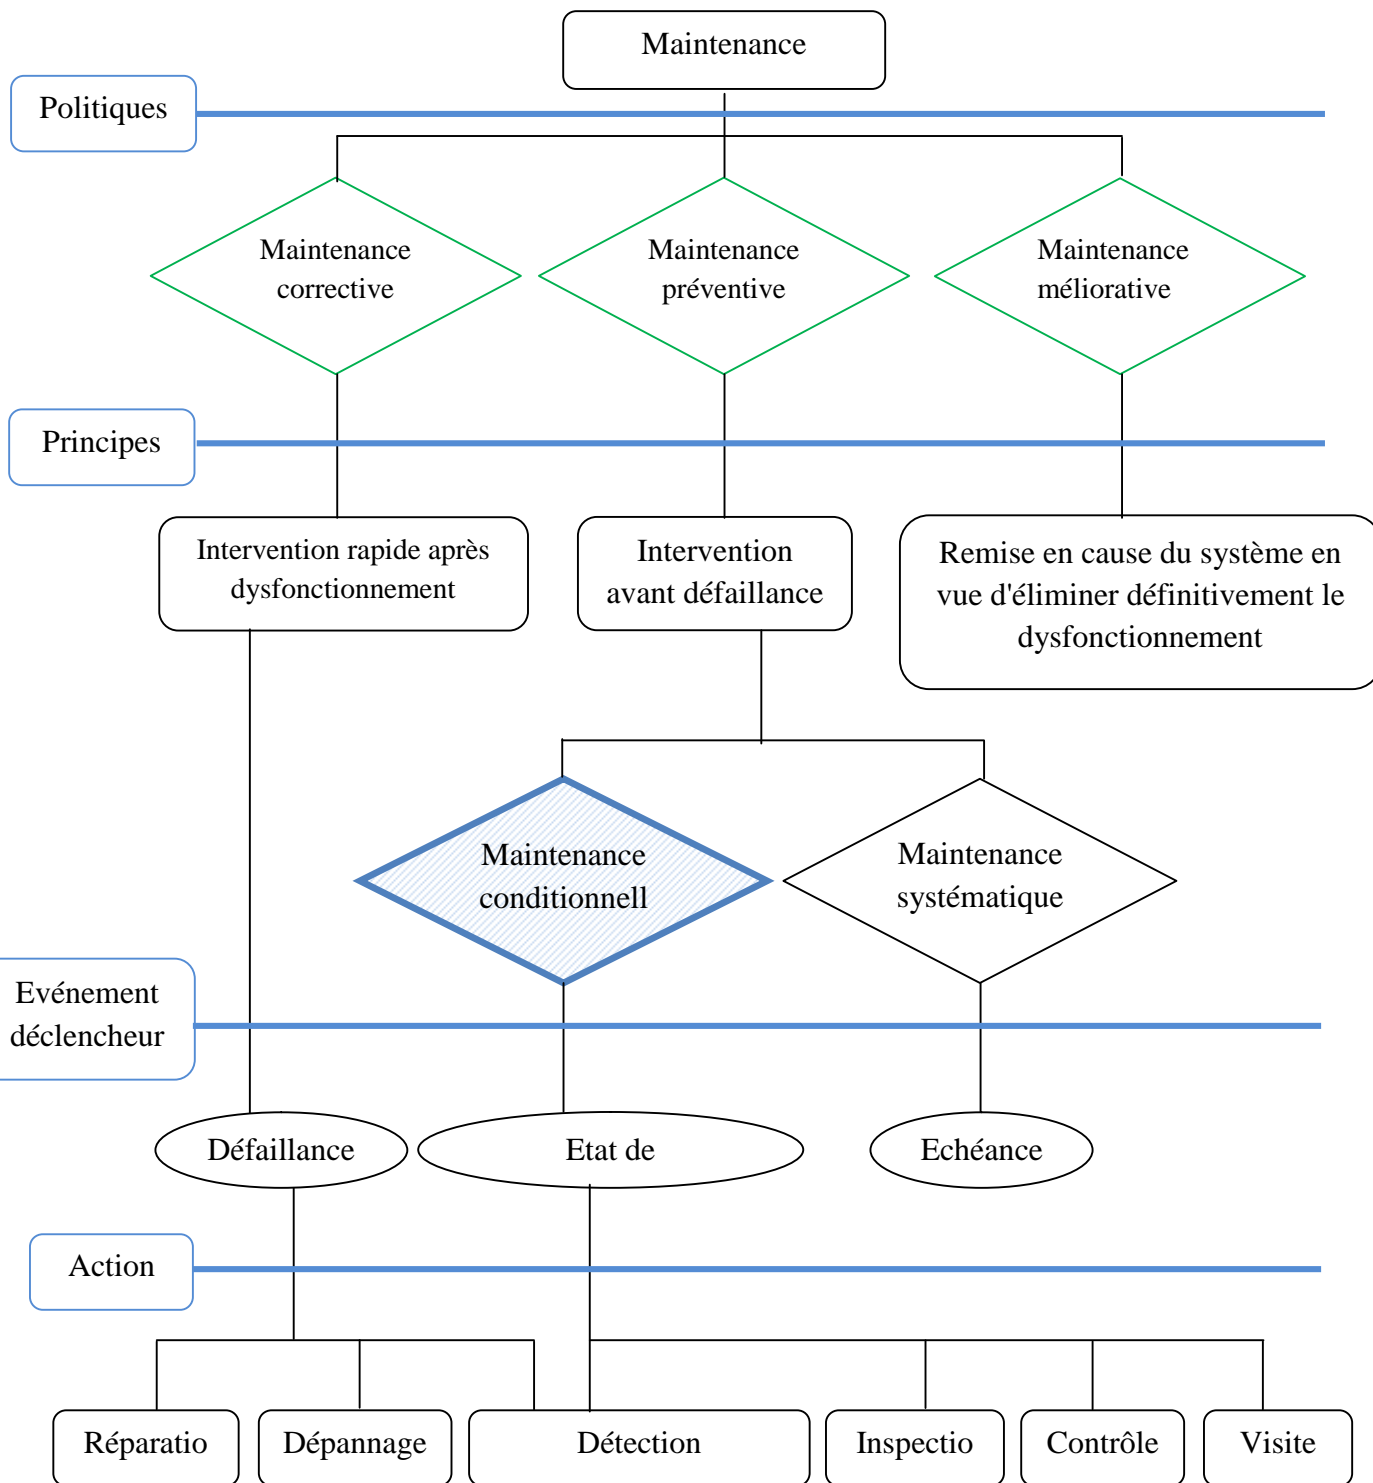 Maintenance
Politiques
Maintenance
corrective
Maintenance
préventive
Maintenance
méliorative
Principes
Intervention rapide après
dysfonctionnement
Intervention
avant défaillance
Remise en cause du système en
vue d'éliminer définitivement le
dysfonctionnement
Maintenance
conditionnell
Maintenance
systématique
Evénement
déclencheur
Défaillance
Etat de
Echéance
Action
Réparatio
Dépannage
Détection
Inspectio
Contrôle
Visite